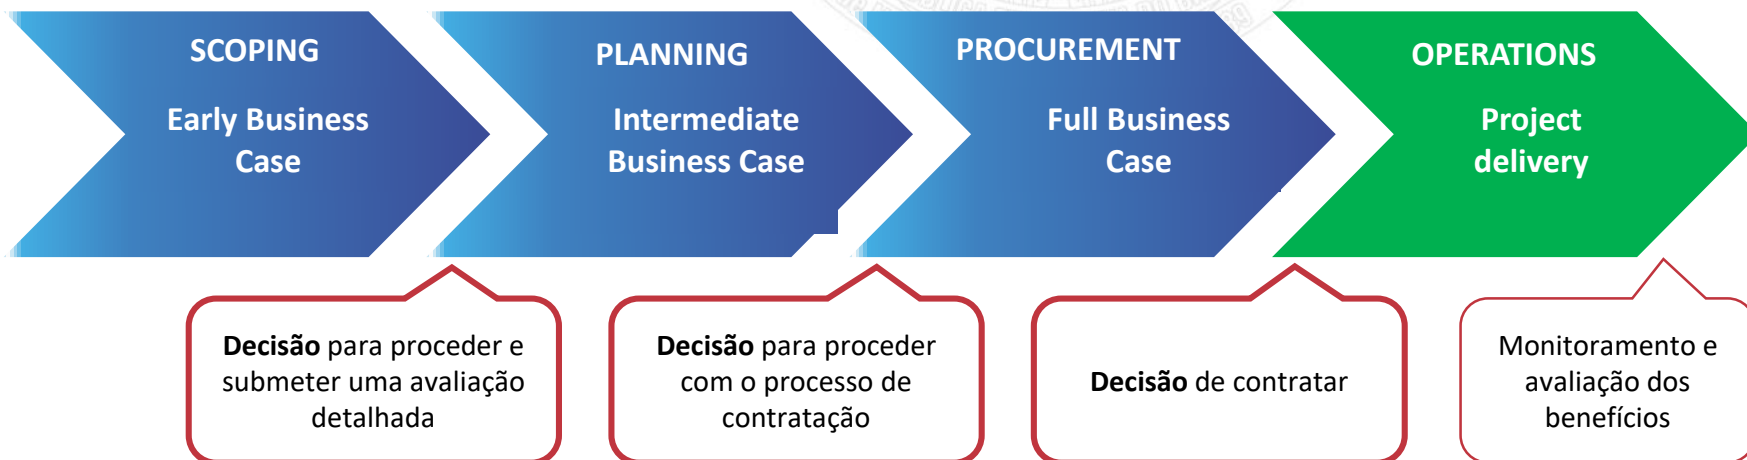 SCOPING
Early Business
Case
PLANNING
Intermediate
Business Case
PROCUREMENT
Full Business
Case
OPERATIONS
Project
delivery
Decisão para proceder e
submeter uma avaliação
detalhada
Decisão para proceder
com o processo de
contratação
Decisão de contratar
Monitoramento e
avaliação dos
benefícios